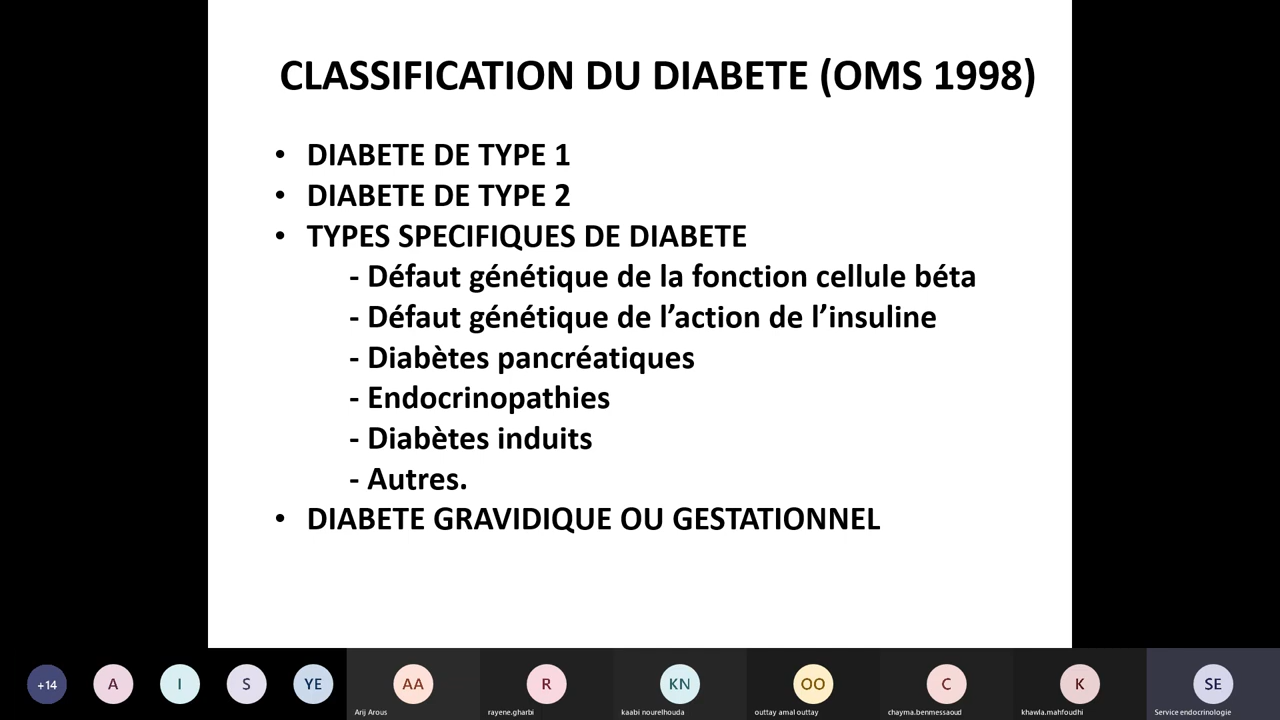 CLASSIFICATION DU DIABETE (OMS 1998)
• DIABETE DE TYPE 1
• DIABETE DE TYPE 2
• TYPES SPECIFIQUES DE DIABETE
- Défaut génétique de la fonction cellule béta
- Défaut génétique de l’action de l’insuline
- Diabètes pancréatiques
- Endocrinopathies
- Diabètes induits
- Autres.
• DIABETE GRAVIDIQUE OU GESTATIONNEL
+14 A I S YE AA R KN OO C K SE
Arij Arous rayene.gharbi kaabi nourelhouda outtay amal outtay chayma.benmessaoud khawla.mahfoudhi Service endocrinologie